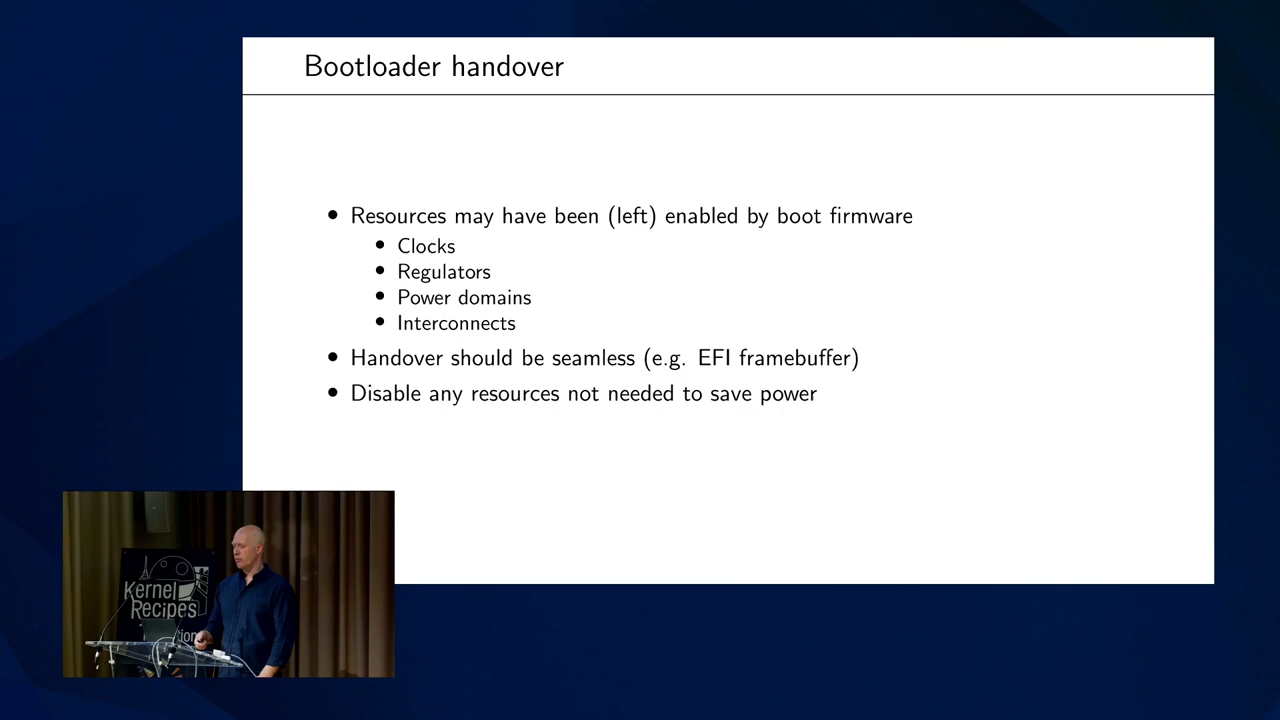 Bootloader handover
• Resources may have been (left) enabled by boot firmware
• Clocks
• Regulators
• Power domains
• Interconnects
• Handover should be seamless (e.g. EFI framebuffer)
• Disable any resources not needed to save power
Kernel
Recipes